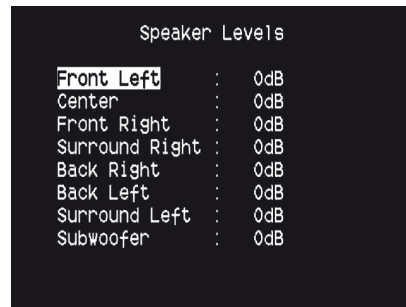 Speaker Levels
Front Left : 0dB
Center : 0dB
Front Right : 0dB
Surround Right : 0dB
Back Right : 0dB
Back Left : 0dB
Surround Left : 0dB
Subwoofer : 0dB